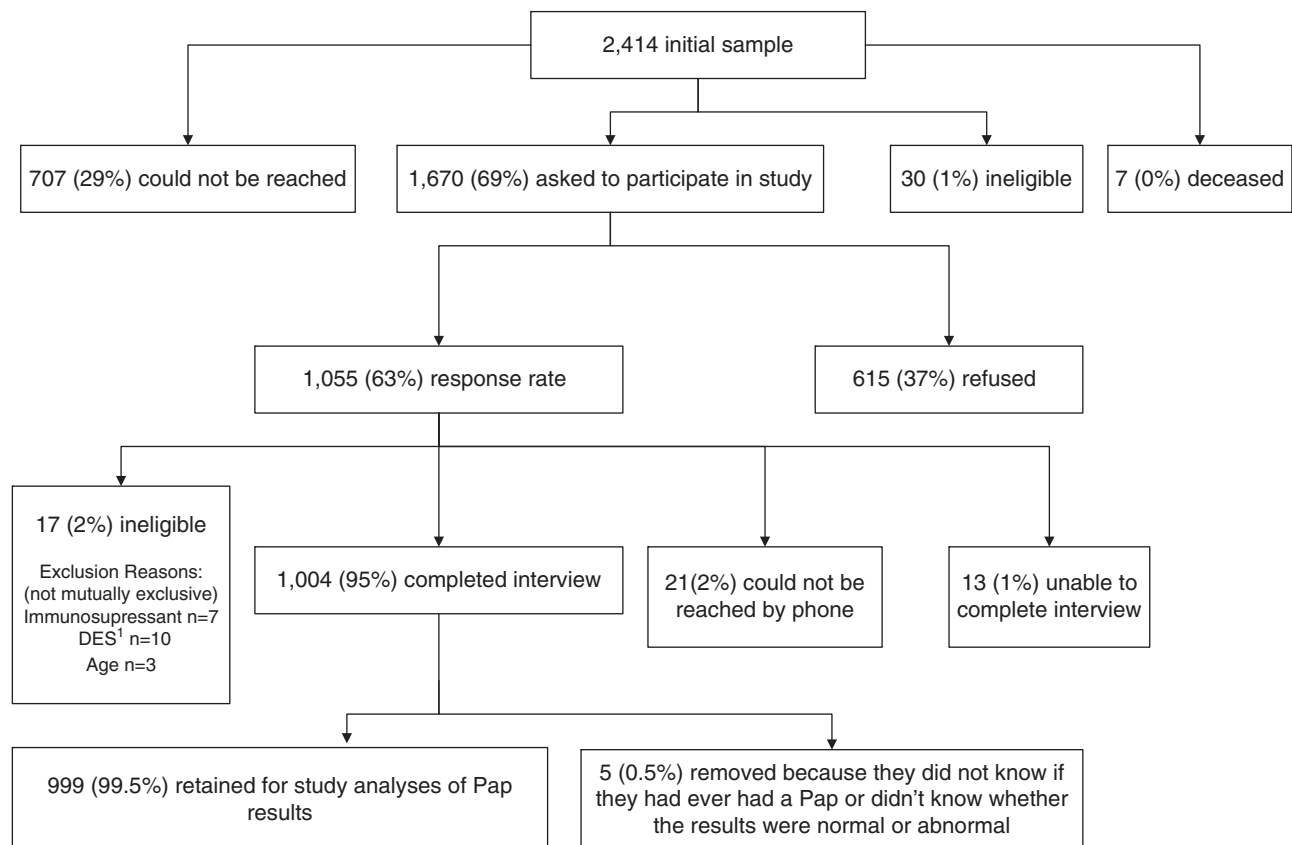 2,414 initial sample
707 (29%) could not be reached
1,670 (69%) asked to participate in study
30 (1%) ineligible
7 (0%) deceased
1,055 (63%) response rate
615 (37%) refused
17 (2%) ineligible
Exclusion Reasons:
(not mutually exclusive)
Immunosupressant n=7
DES¹ n=10
Age n=3
1,004 (95%) completed interview
21(2%) could not be
reached by phone
13 (1%) unable to
complete interview
999 (99.5%) retained for study analyses of Pap
results
5 (0.5%) removed because they did not know if
they had ever had a Pap or didn't know whether
the results were normal or abnormal